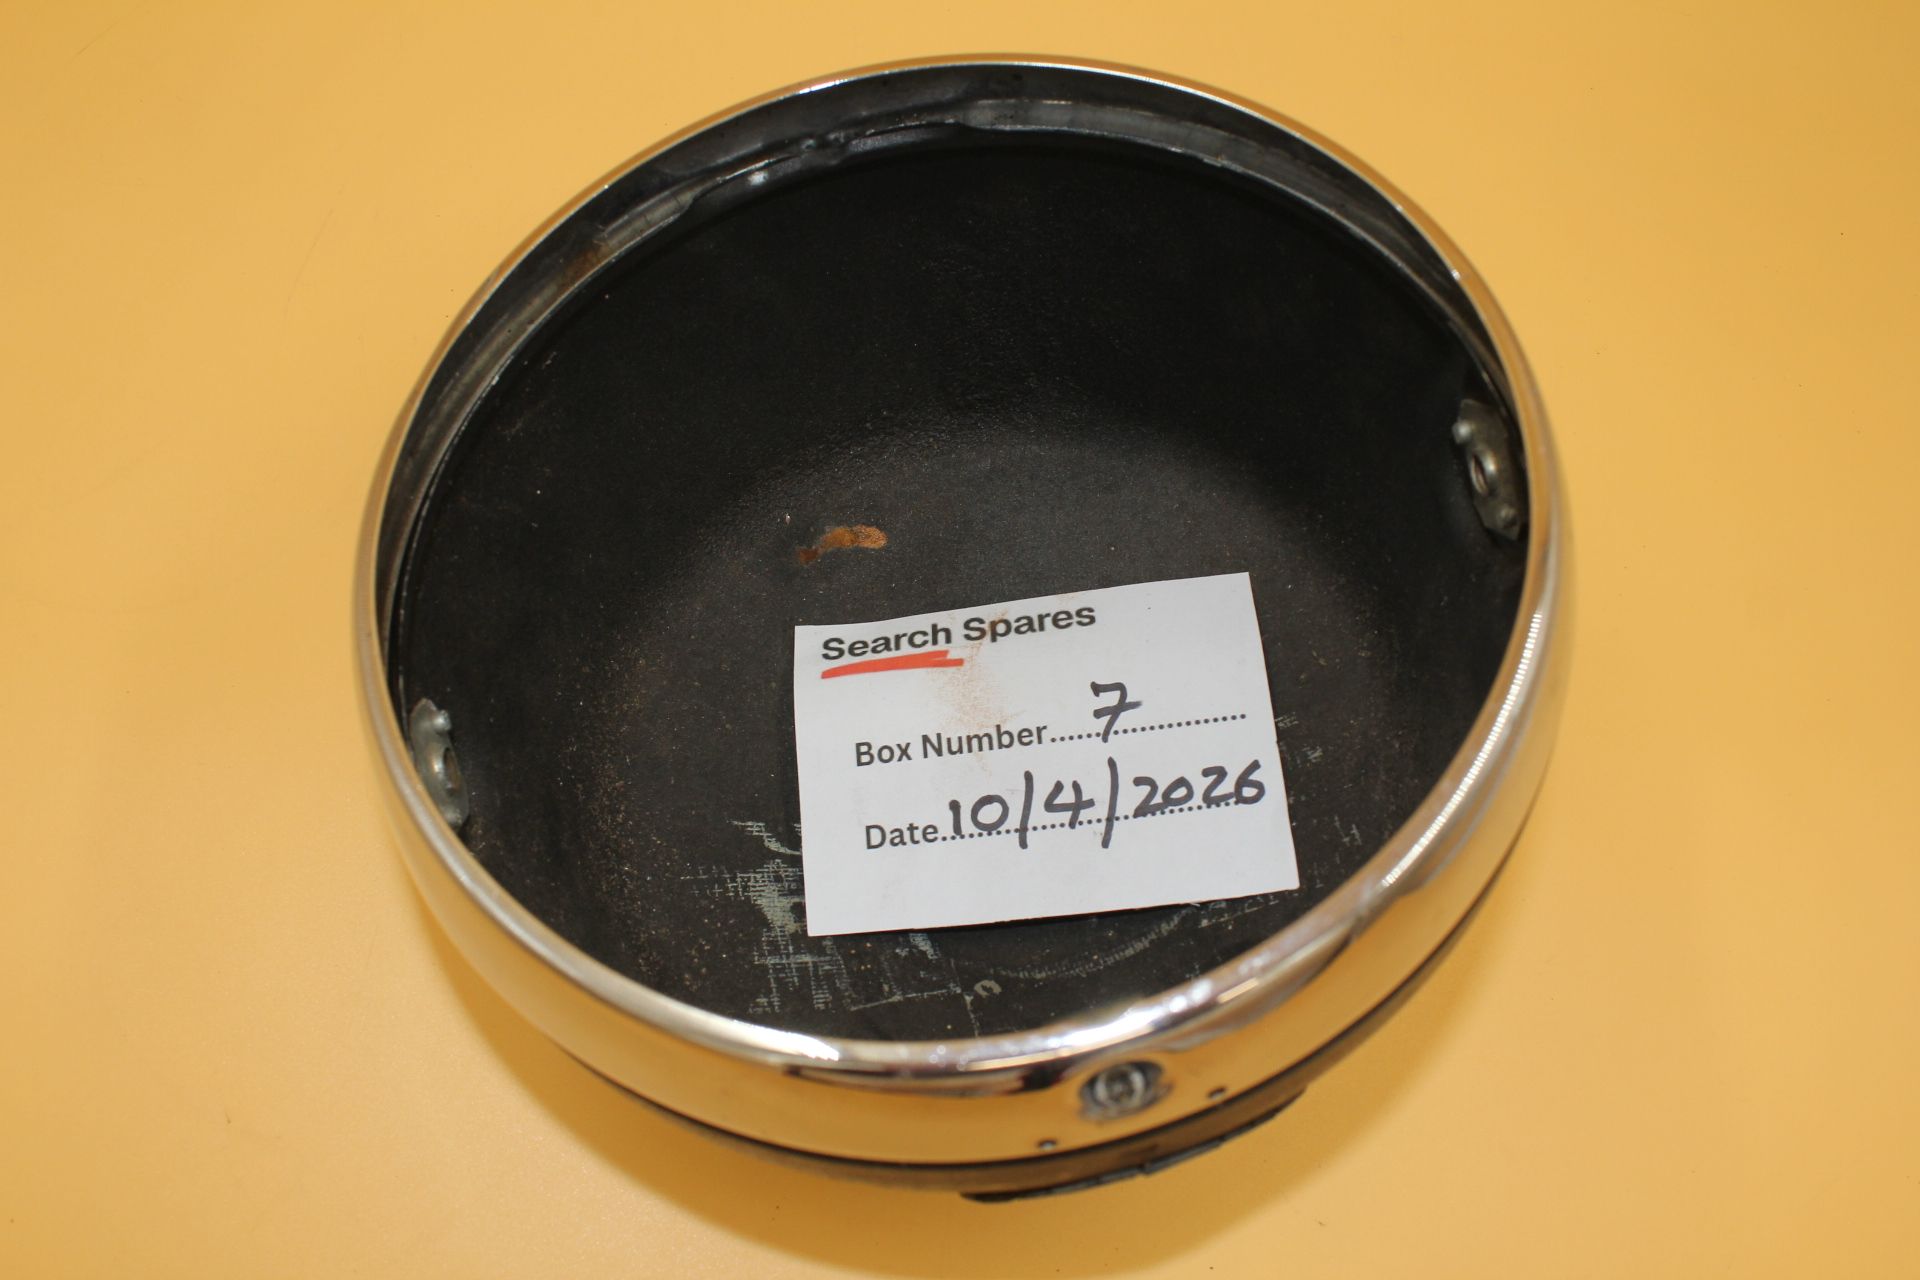 Search Spares
Box Number.....7...............
Date..10/4/2026